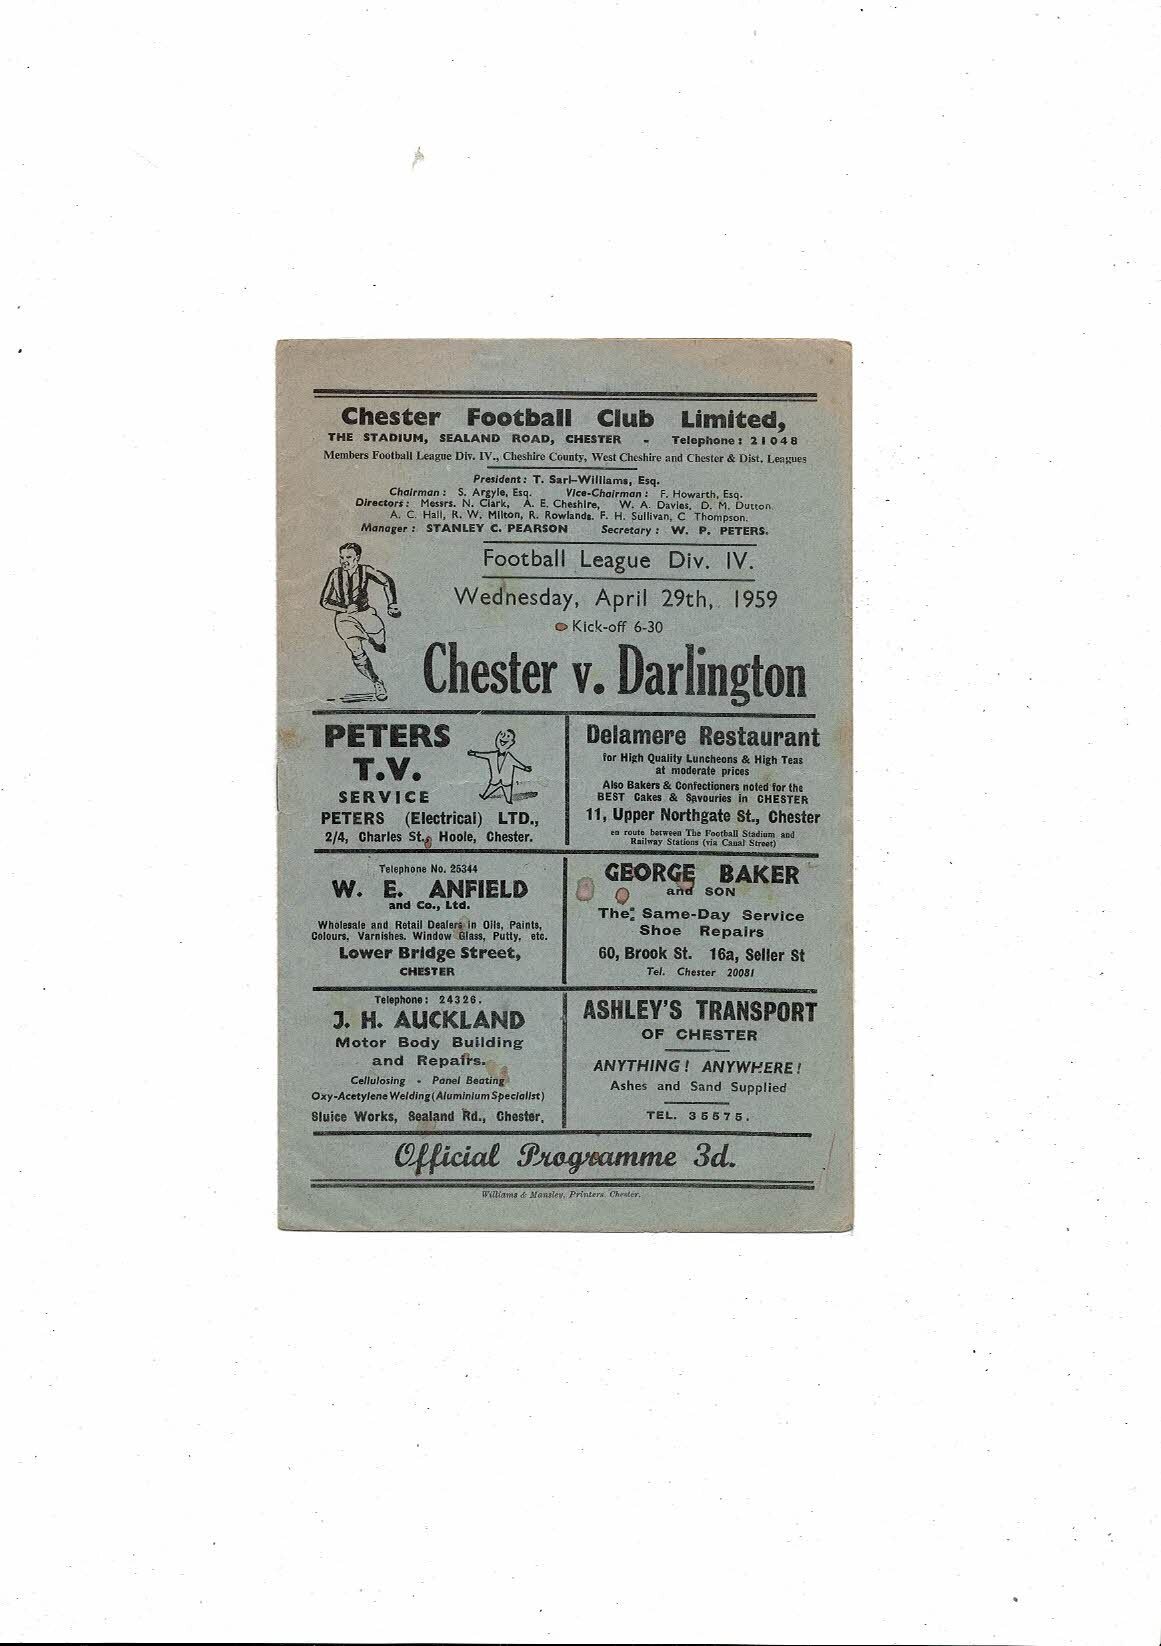 Chester Football Club Limited,
THE STADIUM, SEALAND ROAD, CHESTER - Telephone: 21048
Members Football League Div. IV., Cheshire County, West Cheshire and Chester & Dist. Leagues
President: T. Sarl-Williams, Esq.
Chairman: S. Argyle, Esq. Vice-Chairman: F. Howarth, Esq.
Directors: Messrs. N. Clark, A. E. Cheshire, W. A. Davies, D. M. Dutton
A. C. Hall, R. W. Milton, R. Rowlands. F. H. Sullivan, C Thompson.
Manager: STANLEY C. PEARSON Secretary: W. P. PETERS.
Football League Div. IV.
Wednesday, April 29th, 1959
Kick-off 6-30
Chester v. Darlington
PETERS
T.V.
SERVICE
PETERS (Electrical) LTD.,
2/4, Charles St., Hoole, Chester.
Delamere Restaurant
for High Quality Luncheons & High Teas
at moderate prices
Also Bakers & Confectioners noted for the
BEST Cakes & Savouries in CHESTER
11, Upper Northgate St., Chester
en route between The Football Stadium and
Railway Stations (via Canal Street)
Telephone No. 25344
W. E. ANFIELD
and Co., Ltd.
Wholesale and Retail Dealers in Oils, Paints,
Colours, Varnishes. Window Glass, Putty, etc.
Lower Bridge Street,
CHESTER
GEORGE BAKER
and SON
The Same-Day Service
Shoe Repairs
60, Brook St. 16a, Seller St
Tel. Chester 20081
Telephone: 24326.
J. H. AUCKLAND
Motor Body Building
and Repairs.
Cellulosing - Panel Beating
Oxy-Acetylene Welding (Aluminium Specialist)
Sluice Works, Sealand Rd., Chester.
ASHLEY'S TRANSPORT
OF CHESTER
ANYTHING! ANYWHERE!
Ashes and Sand Supplied
TEL. 35575.
Official Programme 3d.
Williams & Mansley, Printers. Chester.